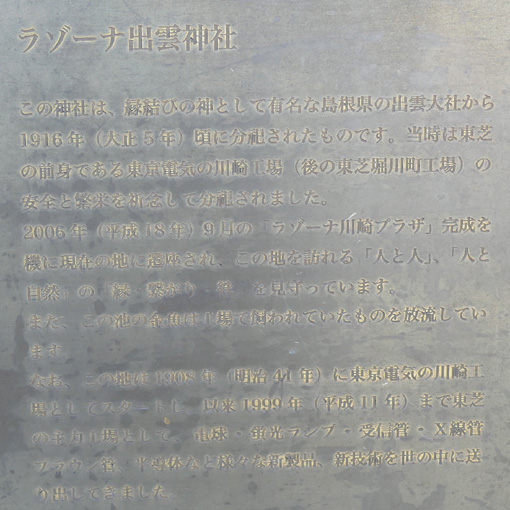 ラゾーナ出雲神社
この神社は、縁結びの神として有名な島根県の出雲大社から
1916年（大正5年）頃に分祀されたものです。当時は東芝
の前身である東京電気の川崎工場（後の東芝堀川町工場）の
安全と繁栄を祈念して分祀されました。
2006年（平成18年）9月の「ラゾーナ川崎プラザ」完成を
機に現在の地に遷座され、この地を訪れる「人と人」、「人と
自然」の「縁・繋がり・絆」を見守っています。
また、この池の金魚は工場で飼われていたものを放流してい
ます。
なお、この地は1908年（明治41年）に東京電気の川崎工
場としてスタートし、以来1999年（平成11年）まで東芝
の主力工場として、電球・蛍光ランプ・受信管・X線管
ブラウン管、半導体など様々な新製品、新技術を世の中に送
り出してきました。